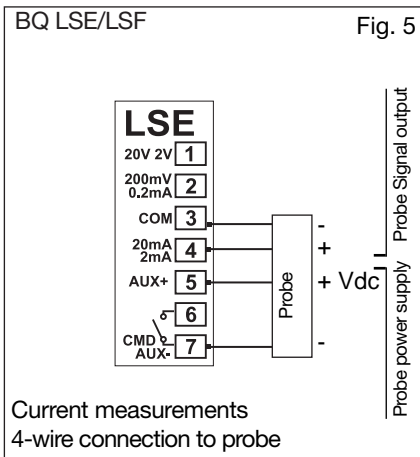 BQ LSE/LSF
Fig. 5
LSE
20V 2V 1
200mV
0.2mA 2
COM 3
20mA
2mA 4
AUX+ 5
6
CMD
AUX- 7
Probe
-
+
+ Vdc
-
Probe Signal output
Probe power supply
Current measurements
4-wire connection to probe